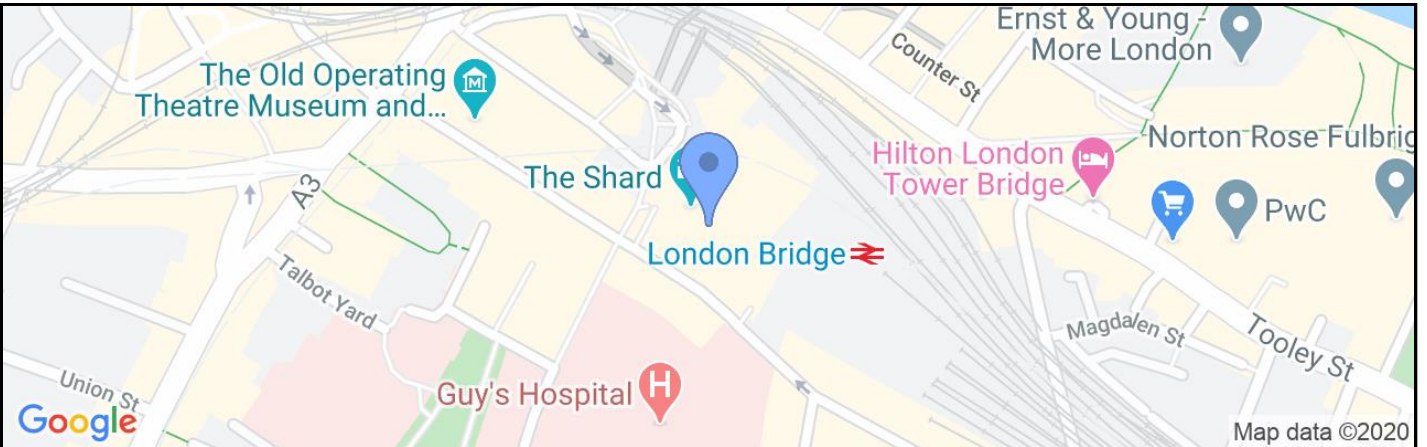 Ernst & Young -
More London
Counter St
The Old Operating
Theatre Museum and...
M
Hilton London
Tower Bridge
Norton Rose Fulbrig
The Shard
A3
PwC
London Bridge
Talbot Yard
Magdalen St
Tooley St
Union St
Guy's Hospital
H
Google
Map data ©2020